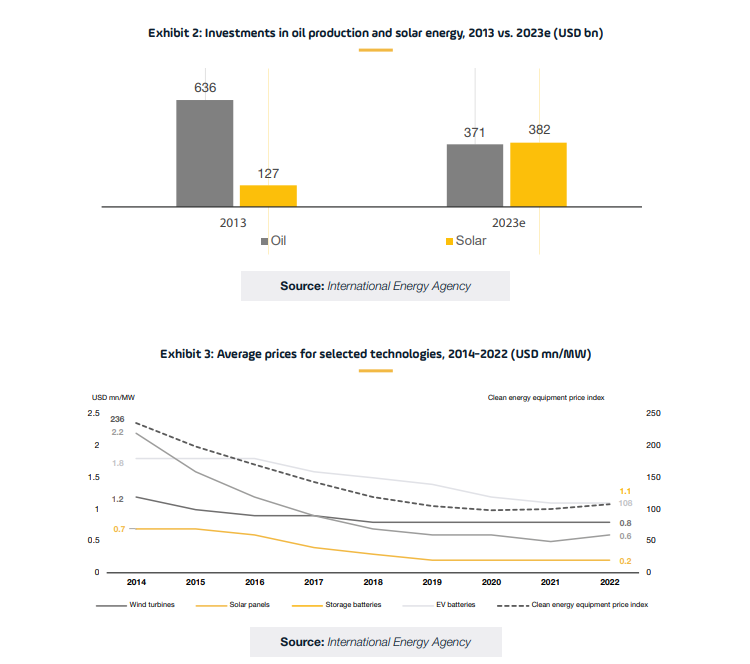 Exhibit 2: Investments in oil production and solar energy, 2013 vs. 2023e (USD bn)
636
127
371
382
2013
2023e
Oil
Solar
Source: International Energy Agency
Exhibit 3: Average prices for selected technologies, 2014-2022 (USD mn/MW)
USD mn/MW
Clean energy equipment price index
2.5
2
1.5
1
0.5
0
236
2.2
1.8
1.2
0.7
250
200
150
100
50
0
1.1
108
0.8
0.6
0.2
2014 2015 2016 2017 2018 2019 2020 2021 2022
Wind turbines Solar panels Storage batteries EV batteries Clean energy equipment price index
Source: International Energy Agency